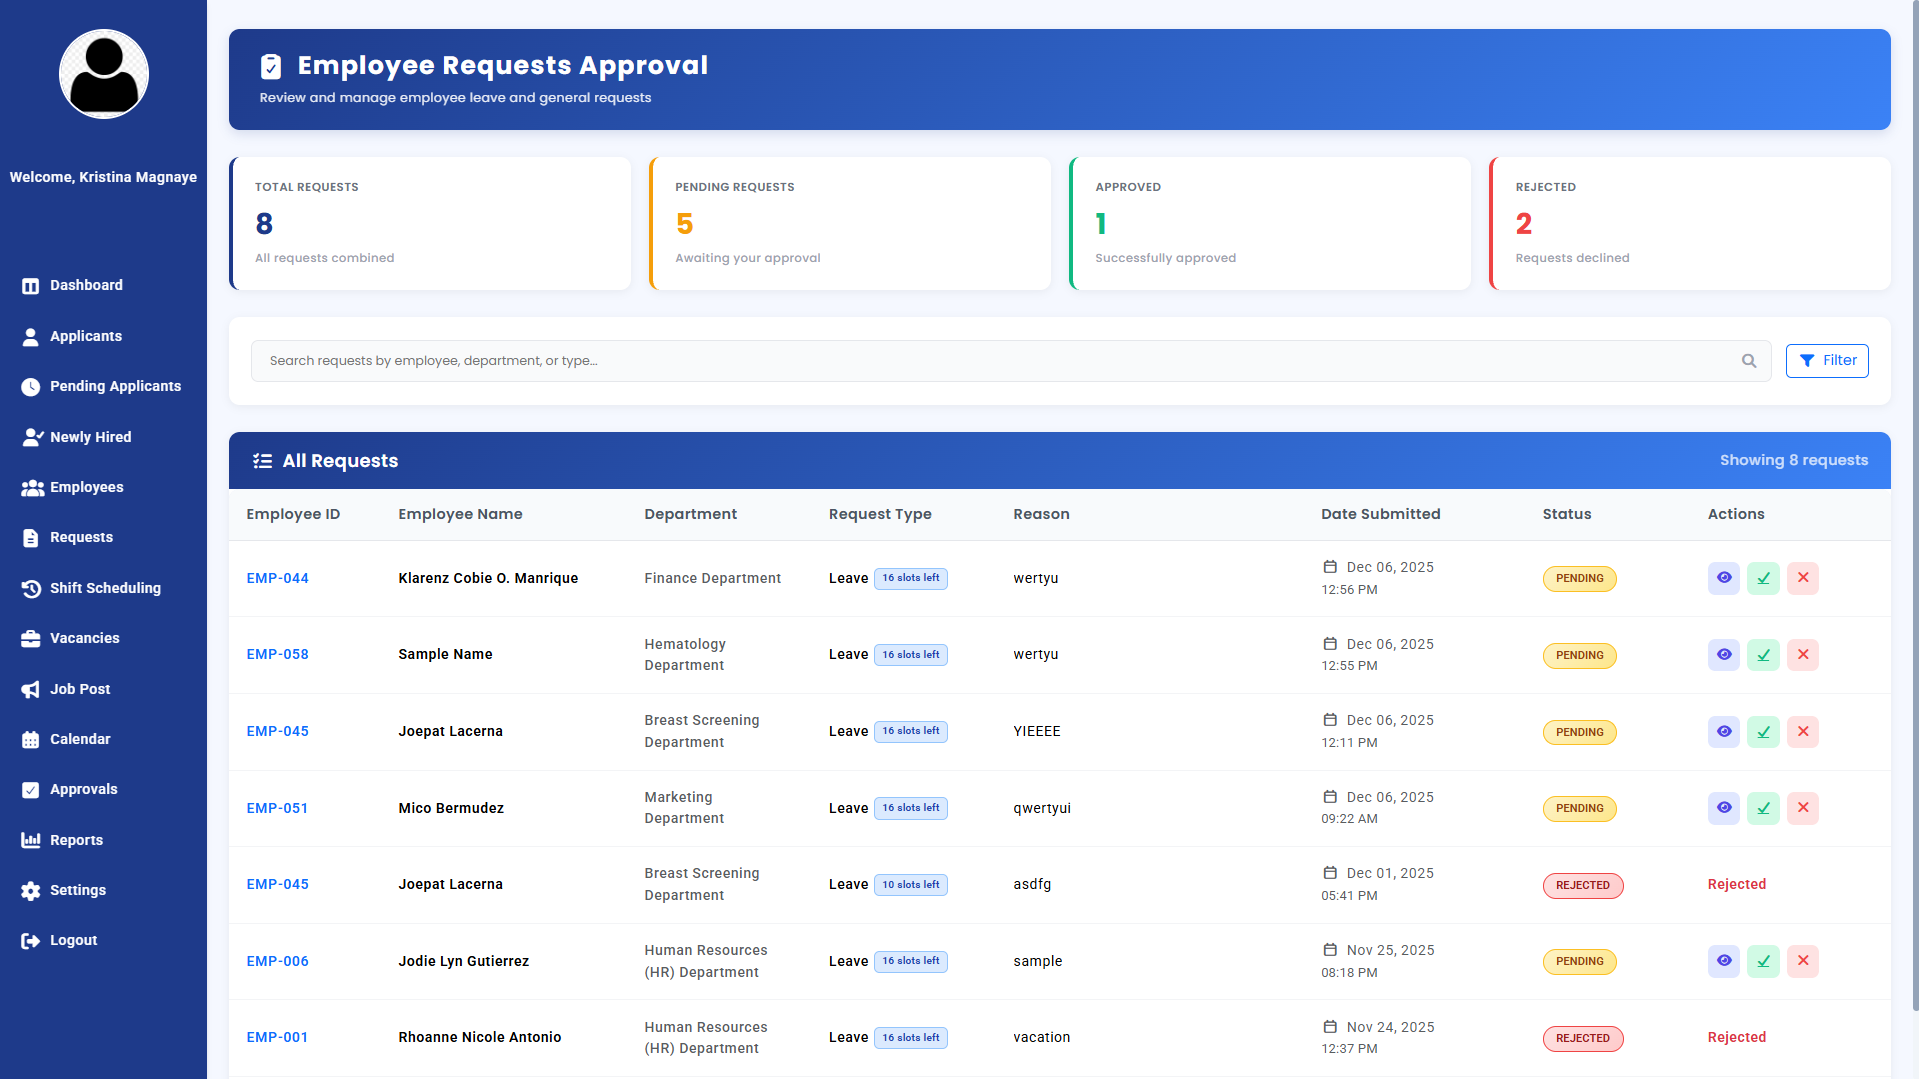 Welcome, Kristina Magnaye
Dashboard
Applicants
Pending Applicants
Newly Hired
Employees
Requests
Shift Scheduling
Vacancies
Job Post
Calendar
Approvals
Reports
Settings
Logout
Employee Requests Approval
Review and manage employee leave and general requests
TOTAL REQUESTS
8
All requests combined
PENDING REQUESTS
5
Awaiting your approval
APPROVED
1
Successfully approved
REJECTED
2
Requests declined
Search requests by employee, department, or type...
Filter
All Requests
Showing 8 requests
Employee ID Employee Name Department Request Type Reason Date Submitted Status Actions
EMP-044 Klarenz Cobie O. Manrique Finance Department Leave 16 slots left wertyu Dec 06, 2025 PENDING
12:56 PM
EMP-058 Sample Name Hematology Leave 16 slots left wertyu Dec 06, 2025 PENDING
Department 12:55 PM
EMP-045 Joepat Lacerna Breast Screening Leave 16 slots left YIEEEE Dec 06, 2025 PENDING
Department 12:11 PM
EMP-051 Mico Bermudez Marketing Leave 16 slots left qwertyui Dec 06, 2025 PENDING
Department 09:22 AM
EMP-045 Joepat Lacerna Breast Screening Leave 10 slots left asdfg Dec 01, 2025 REJECTED Rejected
Department 05:41 PM
EMP-006 Jodie Lyn Gutierrez Human Resources Leave 16 slots left sample Nov 25, 2025 PENDING
(HR) Department 08:18 PM
EMP-001 Rhoanne Nicole Antonio Human Resources Leave 16 slots left vacation Nov 24, 2025 REJECTED Rejected
(HR) Department 12:37 PM